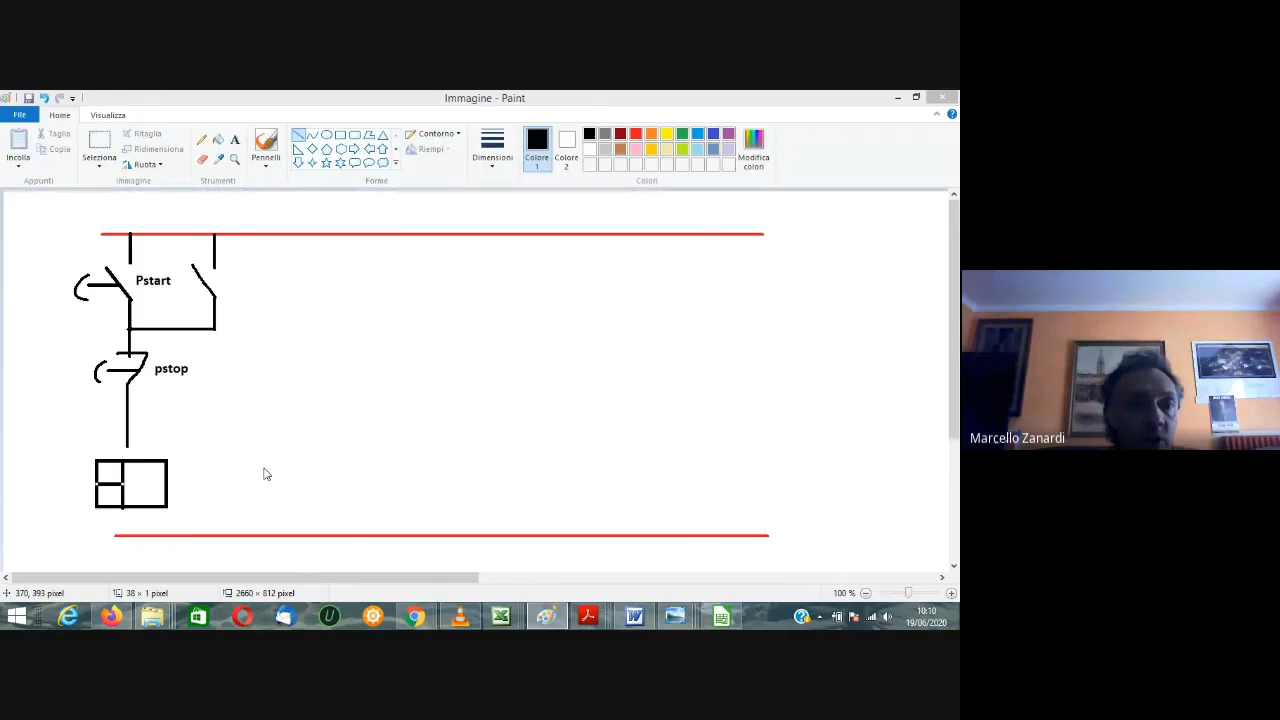 Immagine - Paint
File Home Visualizza
Incolla
Taglia
Copia
Appunti
Seleziona
Ritaglia
Ridimensiona
Ruota
Immagine
A
Strumenti
Pennelli
Contorno
Riempi
Forme
Dimensioni
Colore 1
Colore 2
Modifica colori
Colori
Pstart
pstop
Marcello Zanardi
370, 393 pixel
38 × 1 pixel
2660 × 812 pixel
100 %
10:10
19/06/2020